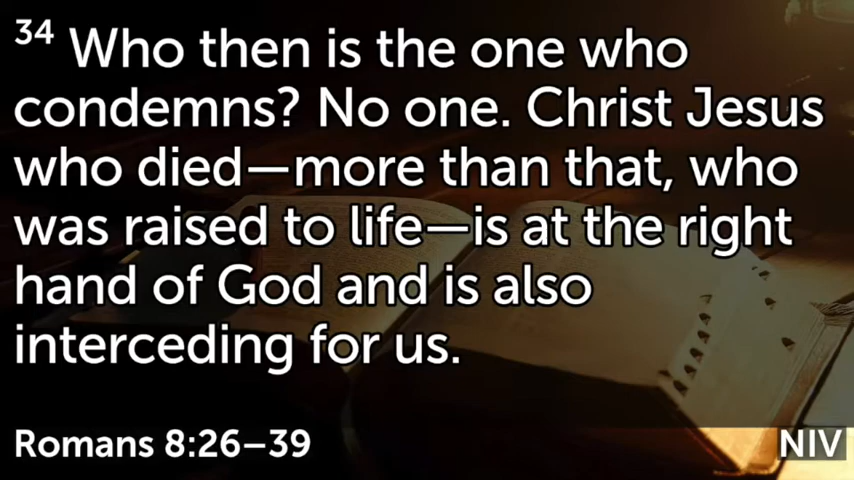 34 Who then is the one who
condemns? No one. Christ Jesus
who died—more than that, who
was raised to life—is at the right
hand of God and is also
interceding for us.
Romans 8:26–39
NIV